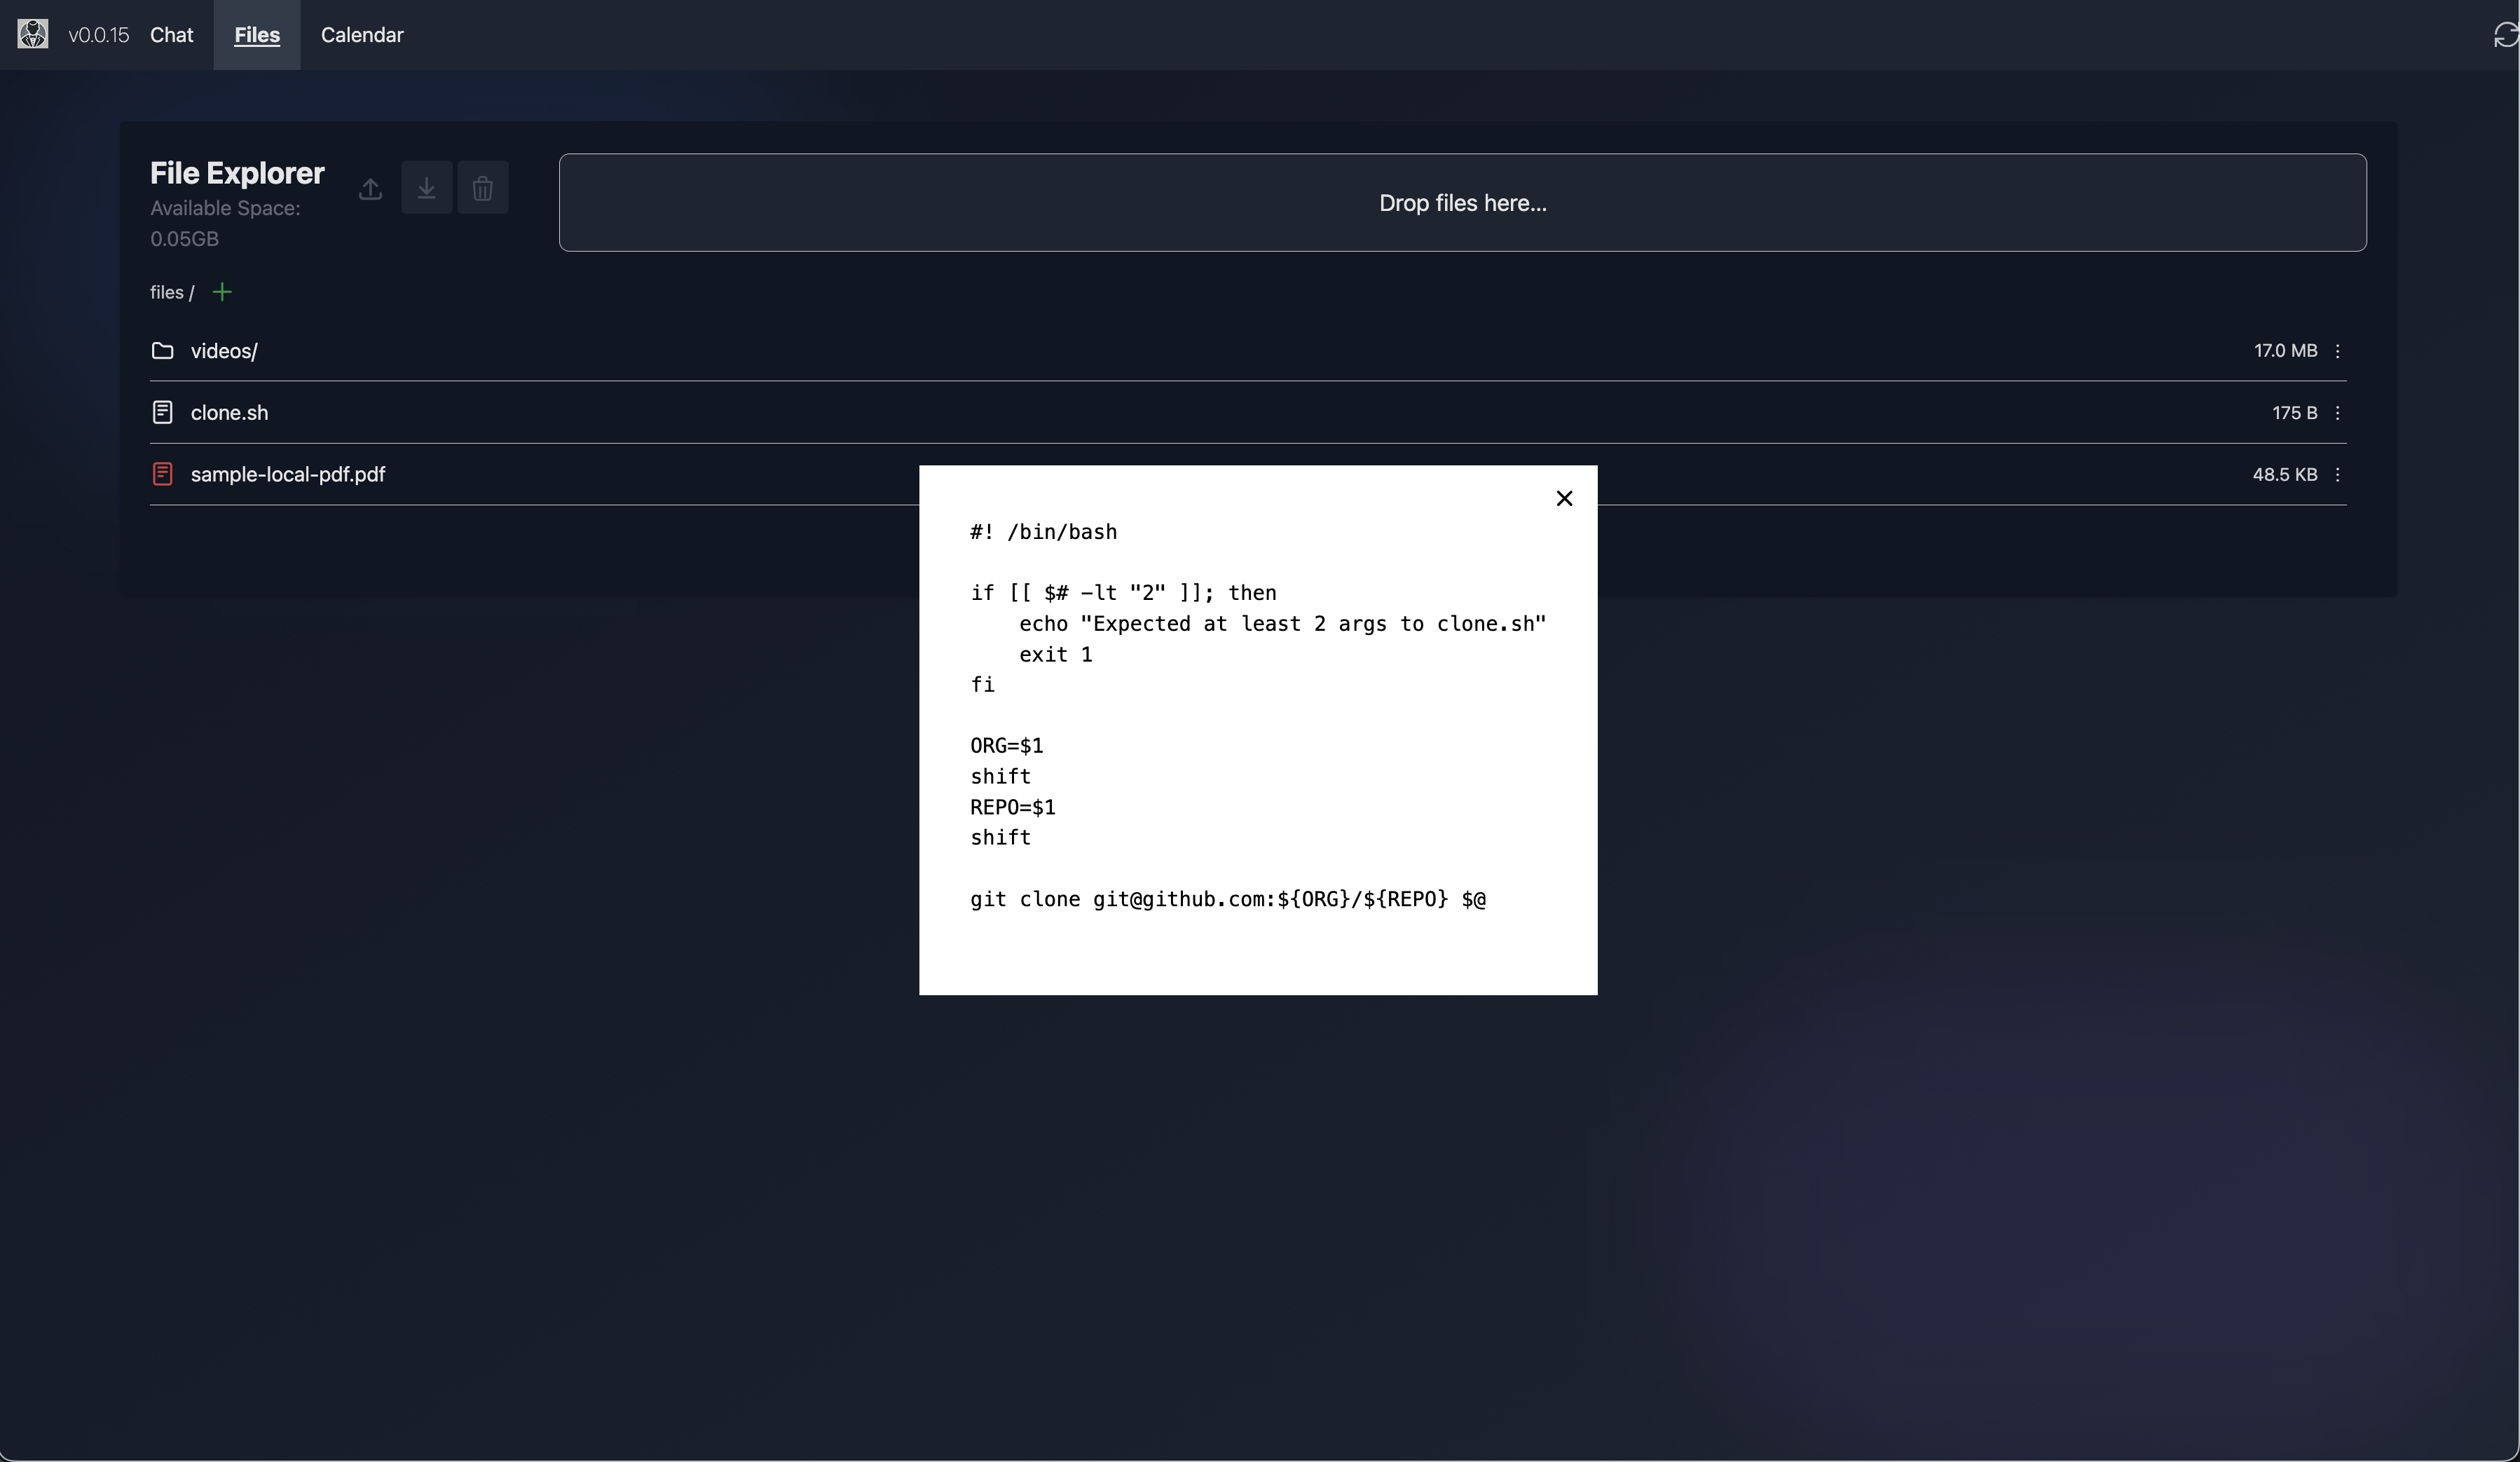 v0.0.15 Chat Files Calendar
File Explorer
Available Space:
0.05GB
Drop files here...
files /
videos/ 17.0 MB
clone.sh 175 B
sample-local-pdf.pdf 48.5 KB
#! /bin/bash
if [[ $# -lt "2" ]]; then
    echo "Expected at least 2 args to clone.sh"
    exit 1
fi
ORG=$1
shift
REPO=$1
shift
git clone git@github.com:${ORG}/${REPO} $@